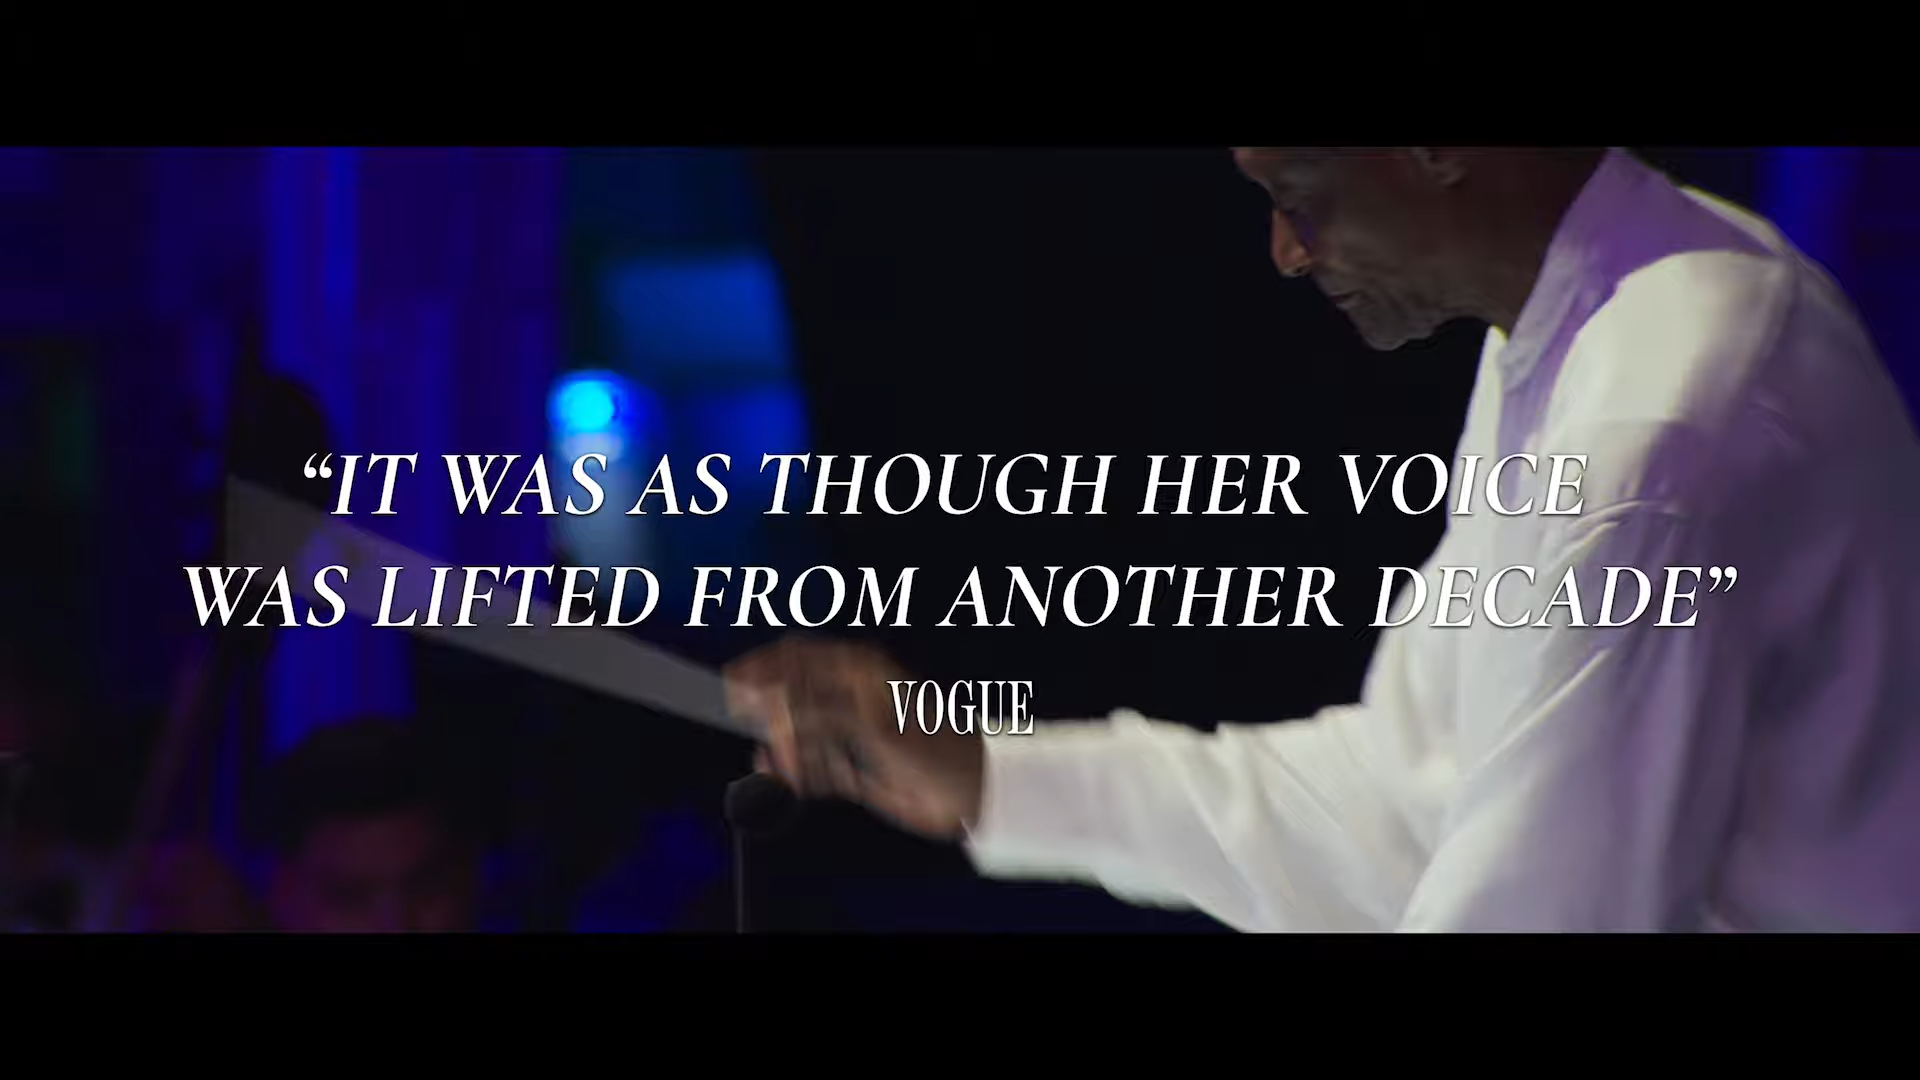 “IT WAS AS THOUGH HER VOICE
WAS LIFTED FROM ANOTHER DECADE”
VOGUE